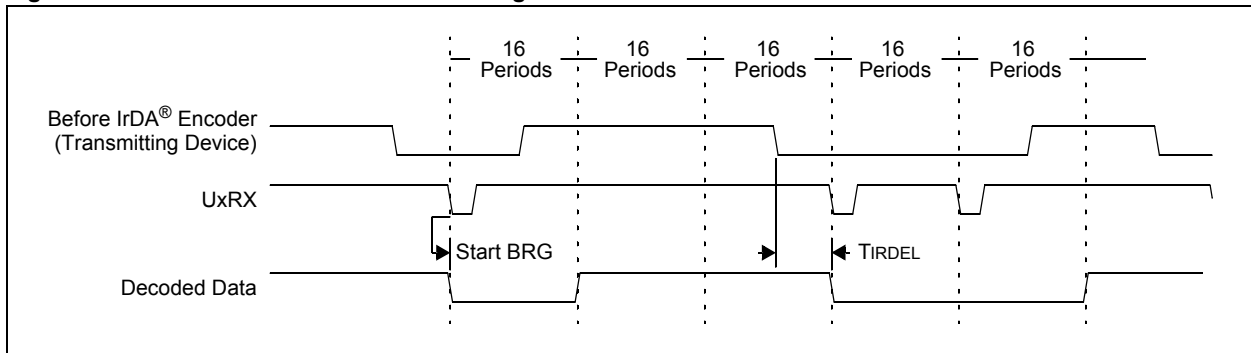 16 16 16 16 16
Periods Periods Periods Periods Periods
Before IrDA® Encoder
(Transmitting Device)
UxRX
Start BRG
TIRDEL
Decoded Data